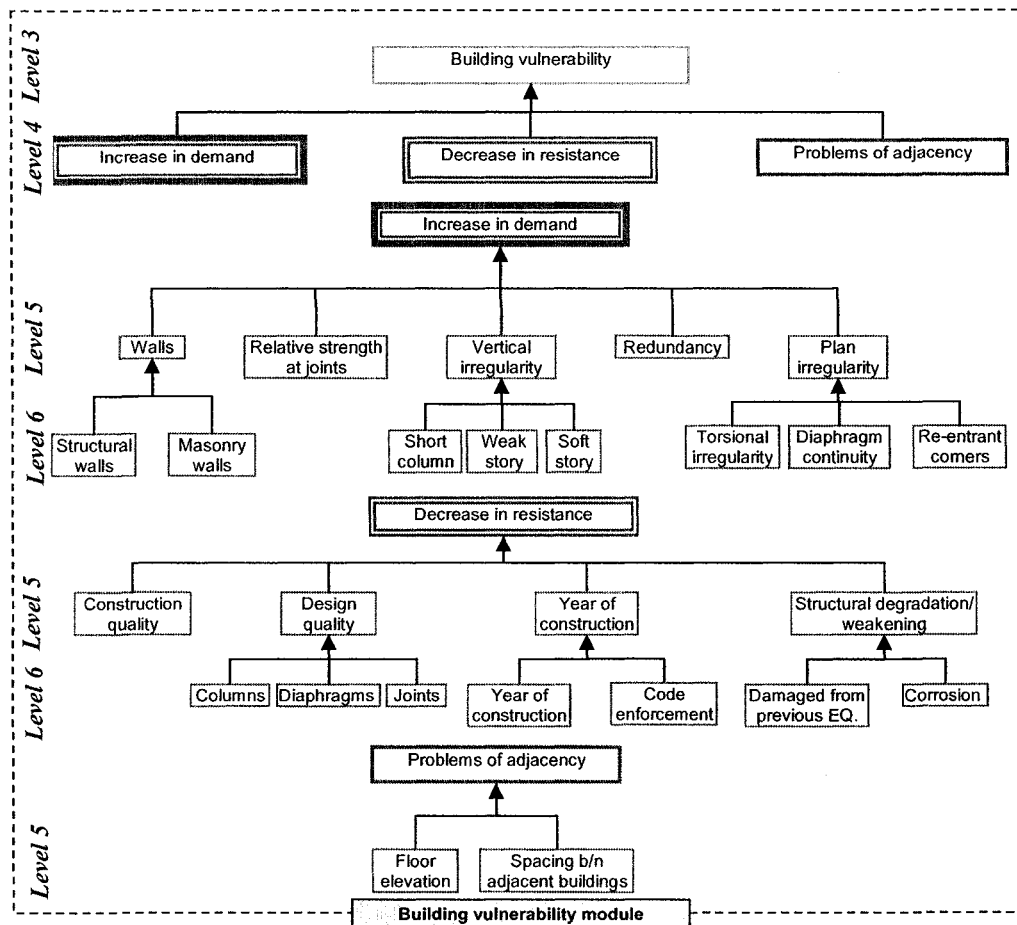 Level 3
Building vulnerability
Level 4
Increase in demand
Decrease in resistance
Problems of adjacency
Increase in demand
Level 5
Walls
Relative strength
at joints
Vertical
irregularity
Redundancy
Plan
irregularity
Level 6
Structural
walls
Masonry
walls
Short
column
Weak
story
Soft
story
Torsional
irregularity
Diaphragm
continuity
Re-entrant
corners
Decrease in resistance
Level 5
Construction
quality
Design
quality
Year of
construction
Structural degradation/
weakening
Level 6
Columns
Diaphragms
Joints
Year of
construction
Code
enforcement
Damaged from
previous EQ.
Corrosion
Problems of adjacency
Level 5
Floor
elevation
Spacing b/n
adjacent buildings
Building vulnerability module